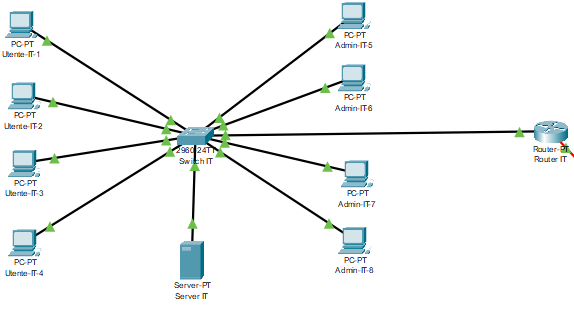 PC-PT
Utente-IT-1
PC-PT
Utente-IT-2
PC-PT
Utente-IT-3
PC-PT
Utente-IT-4
2960-24TT
Switch IT
Server-PT
Server IT
PC-PT
Admin-IT-5
PC-PT
Admin-IT-6
PC-PT
Admin-IT-7
PC-PT
Admin-IT-8
Router-PT
Router IT